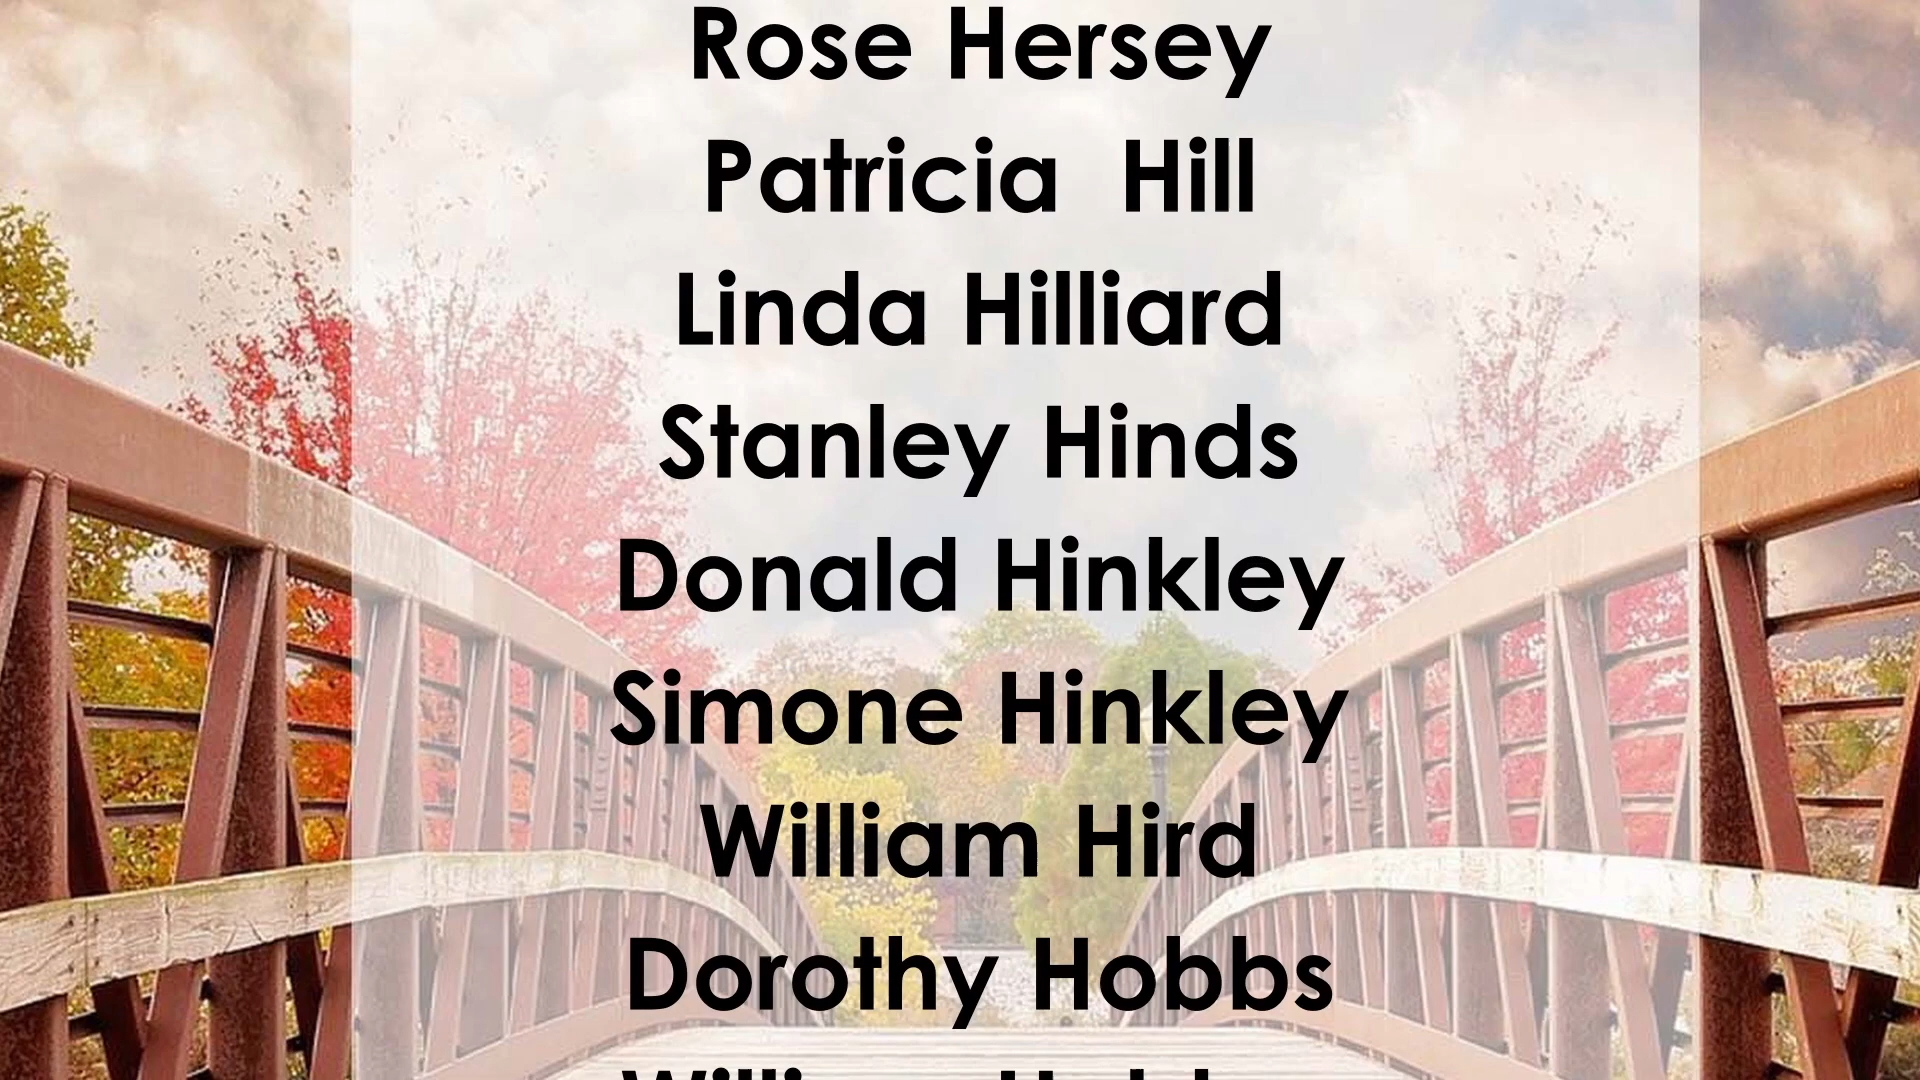 Rose Hersey
Patricia  Hill
Linda Hilliard
Stanley Hinds
Donald Hinkley
Simone Hinkley
William Hird
Dorothy Hobbs